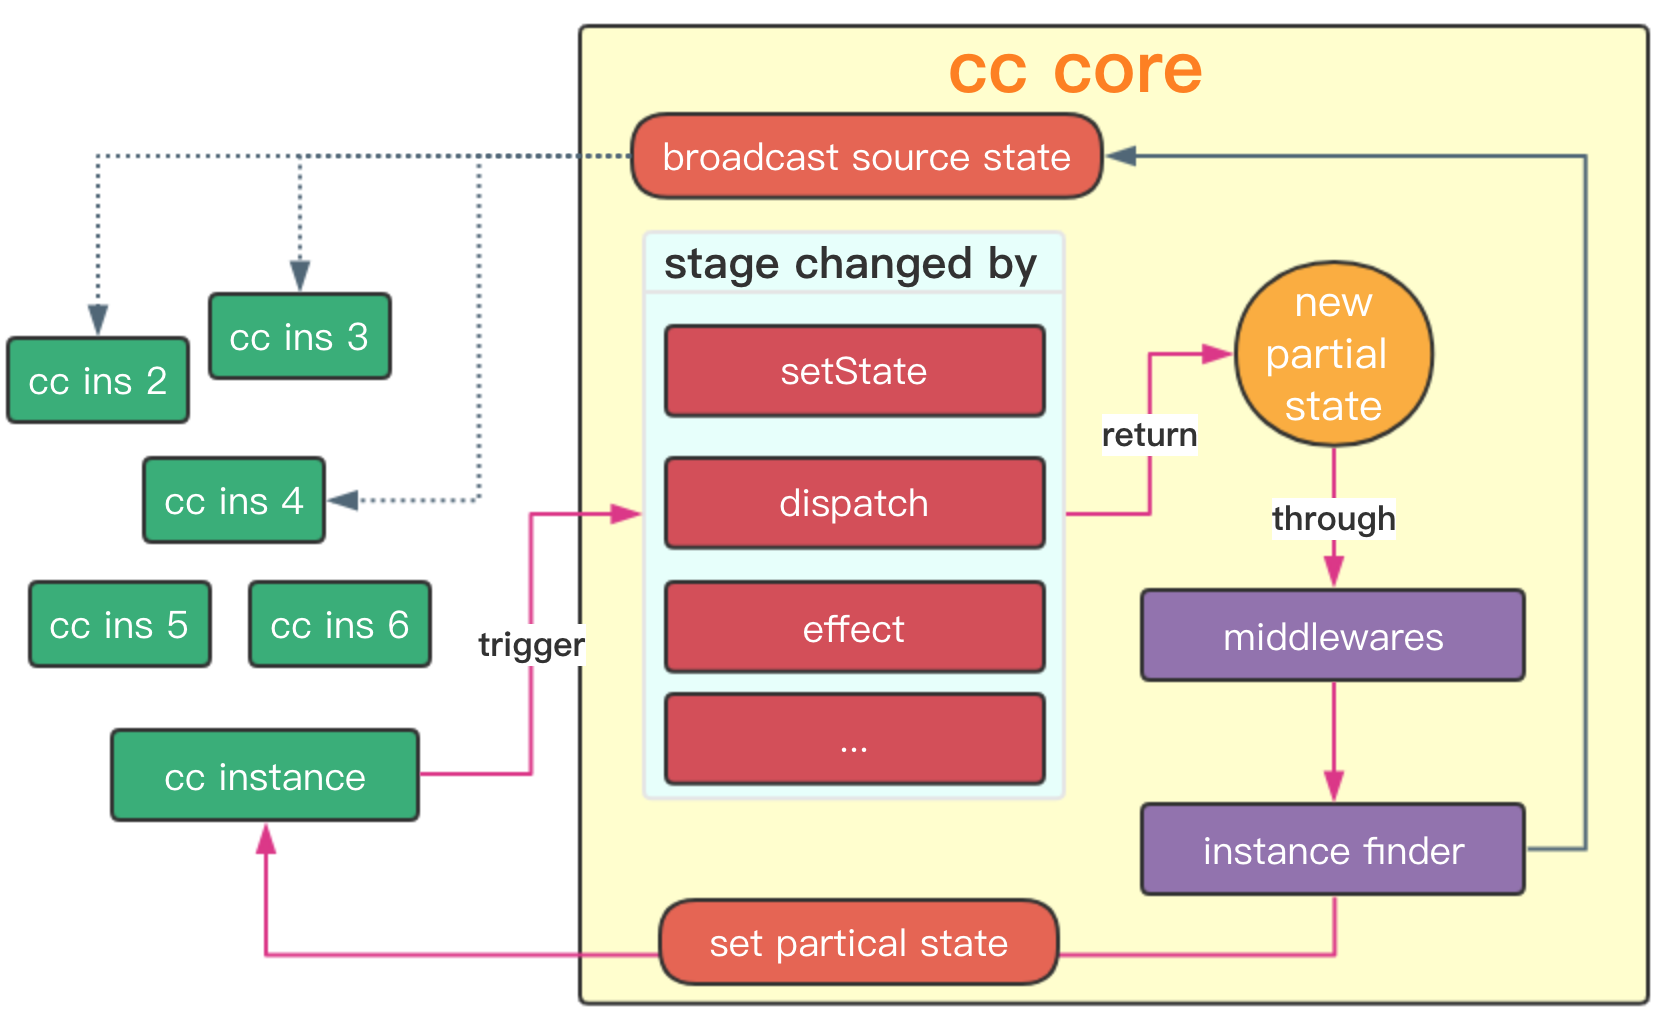 cc core
broadcast source state
stage changed by
setState
dispatch
effect
...
return
new
partial
state
through
middlewares
instance finder
set partical state
cc ins 2
cc ins 3
cc ins 4
cc ins 5
cc ins 6
trigger
cc instance